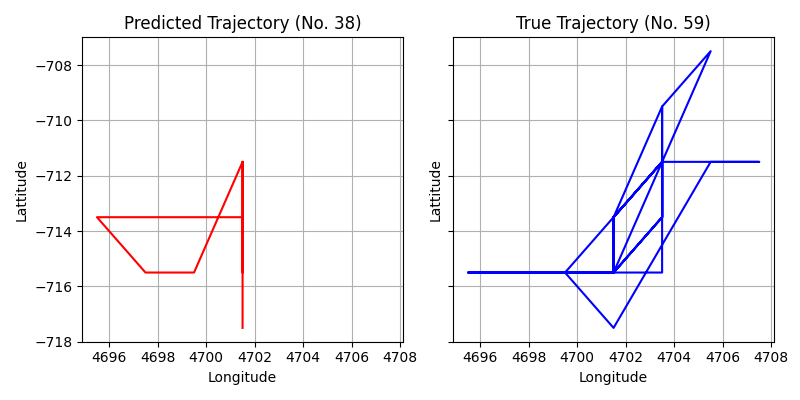 Predicted Trajectory (No. 38)
True Trajectory (No. 59)
Lattitude
−708
−710
−712
−714
−716
−718
4696 4698 4700 4702 4704 4706 4708
Longitude
Lattitude
4696 4698 4700 4702 4704 4706 4708
Longitude